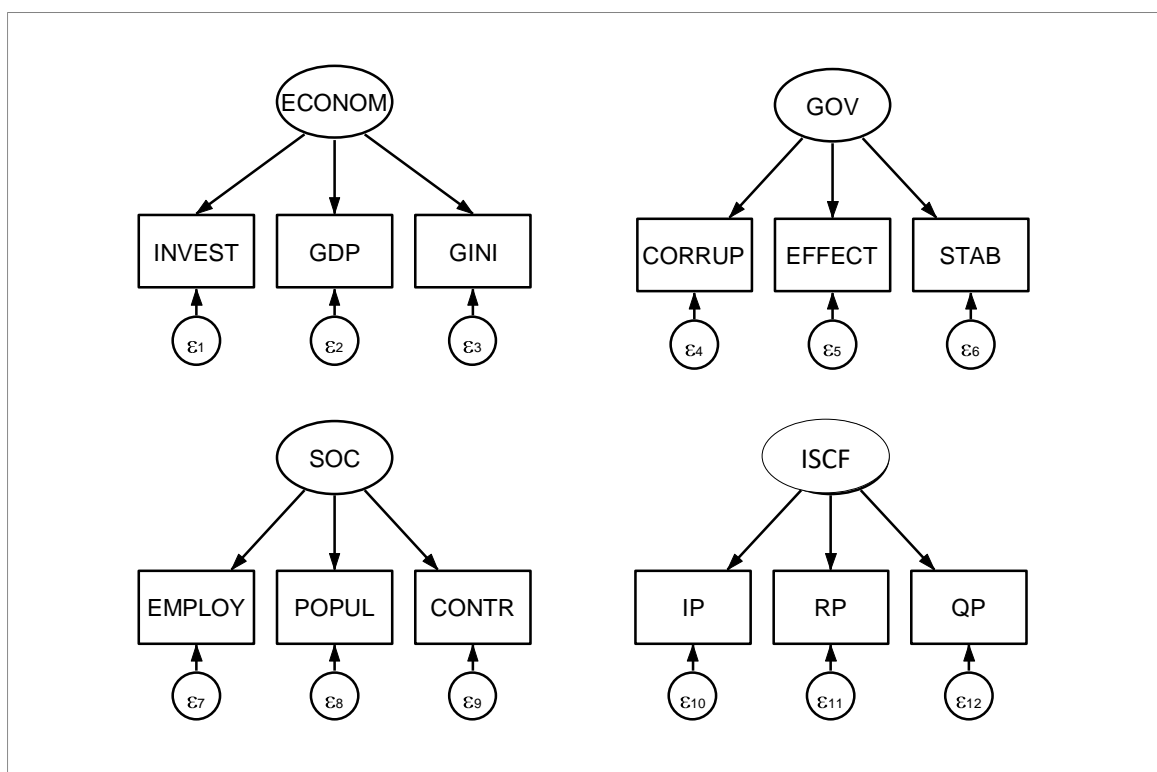 ECONOM
INVEST GDP GINI
ε1 ε2 ε3
GOV
CORRUP EFFECT STAB
ε4 ε5 ε6
SOC
EMPLOY POPUL CONTR
ε7 ε8 ε9
ISCF
IP RP QP
ε10 ε11 ε12